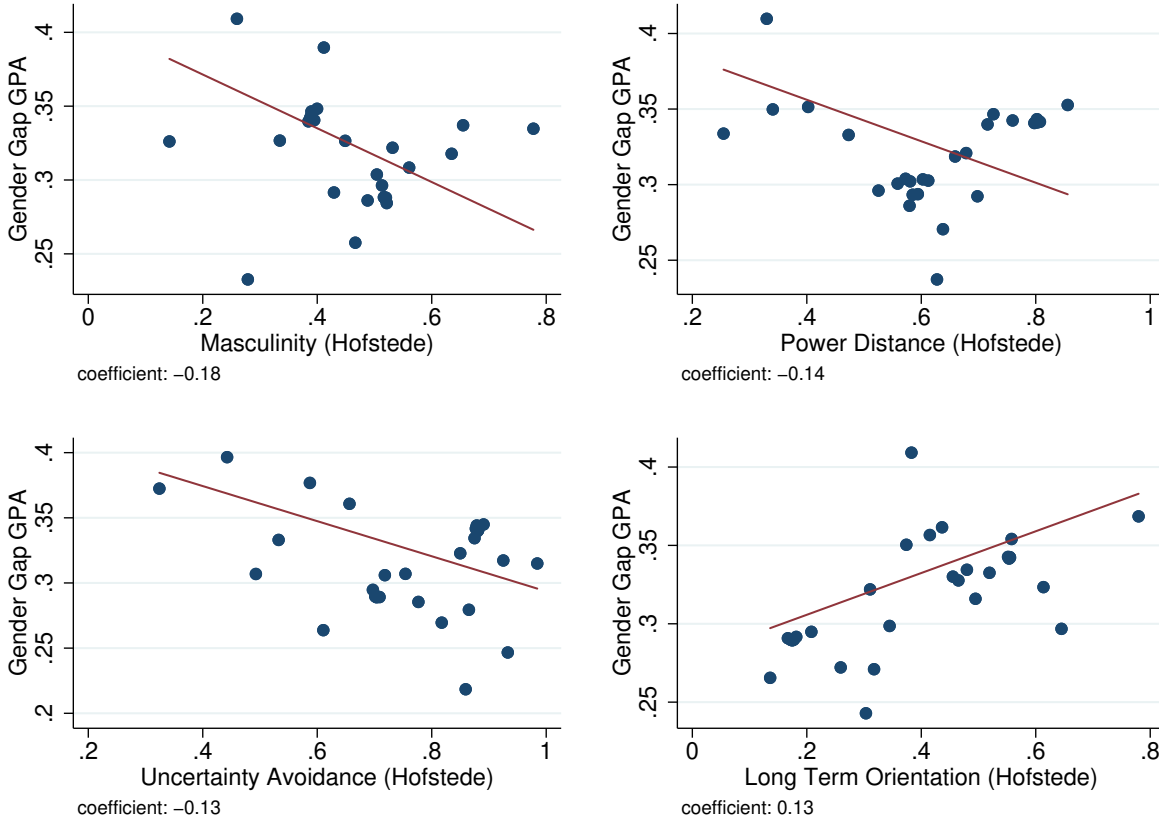 Gender Gap GPA
.4
.35
.3
.25
0 .2 .4 .6 .8
Masculinity (Hofstede)
coefficient: −0.18
Gender Gap GPA
.4
.35
.3
.25
.2 .4 .6 .8 1
Power Distance (Hofstede)
coefficient: −0.14
Gender Gap GPA
.4
.35
.3
.25
.2
.2 .4 .6 .8 1
Uncertainty Avoidance (Hofstede)
coefficient: −0.13
Gender Gap GPA
.4
.35
.3
.25
0 .2 .4 .6 .8
Long Term Orientation (Hofstede)
coefficient: 0.13